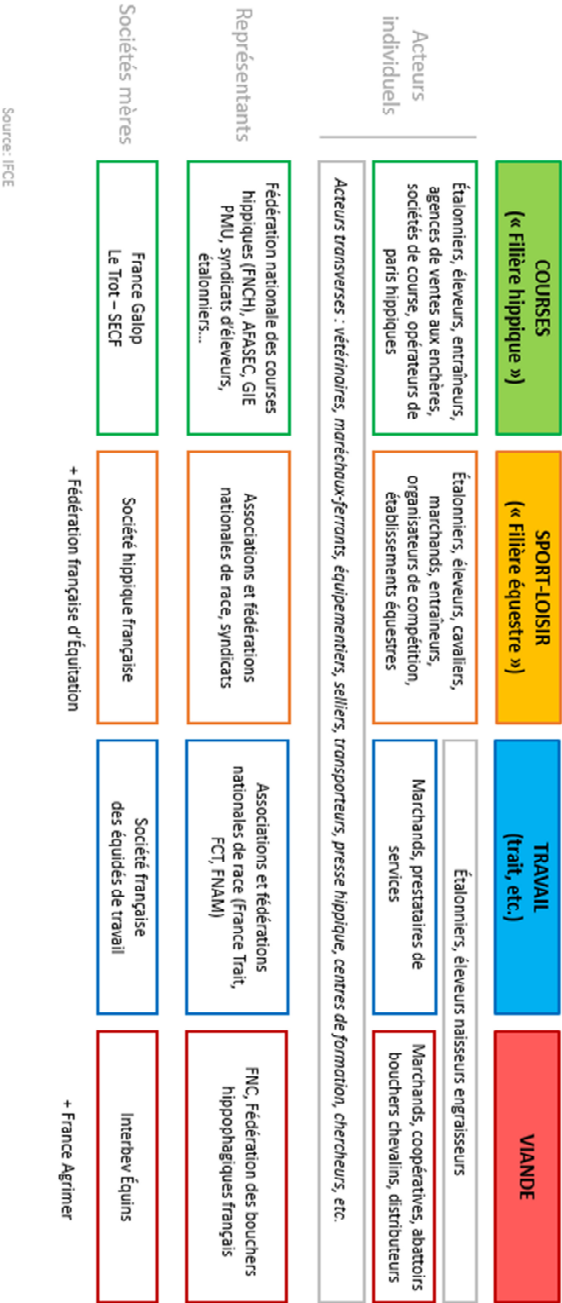 COURSES
(« Filière hippique »)
SPORT-LOISIR
(« Filière équestre »)
TRAVAIL
(trait, etc.)
VIANDE
Acteurs
individuels
Étalonniers, éleveurs, entraîneurs,
agences de ventes aux enchères,
sociétés de course, opérateurs de
paris hippiques
Étalonniers, éleveurs, cavaliers,
marchands, entraîneurs,
organisateurs de compétition,
établissements équestres
Étalonniers, éleveurs naisseurs engraisseurs
Marchands, prestataires de
services
Marchands, coopératives, abattoirs
bouchers chevalins, distributeurs
Acteurs transverses : vétérinaires, maréchaux-ferrants, équipementiers, selliers, transporteurs, presse hippique, centres de formation, chercheurs, etc.
Représentants
Fédération nationale des courses
hippiques (FNCH), AFASEC, GIE
PMU, syndicats d'éleveurs,
étalonniers...
Associations et fédérations
nationales de race, syndicats
Associations et fédérations
nationales de race (France Trait,
FCT, FNAM)
FNC, Fédération des bouchers
hippophagiques français
Sociétés mères
France Galop
Le Trot – SECF
Société hippique française
Société française
des équidés de travail
Interbev Équins
+ Fédération française d'Équitation
+ France Agrimer
Source: IFCE